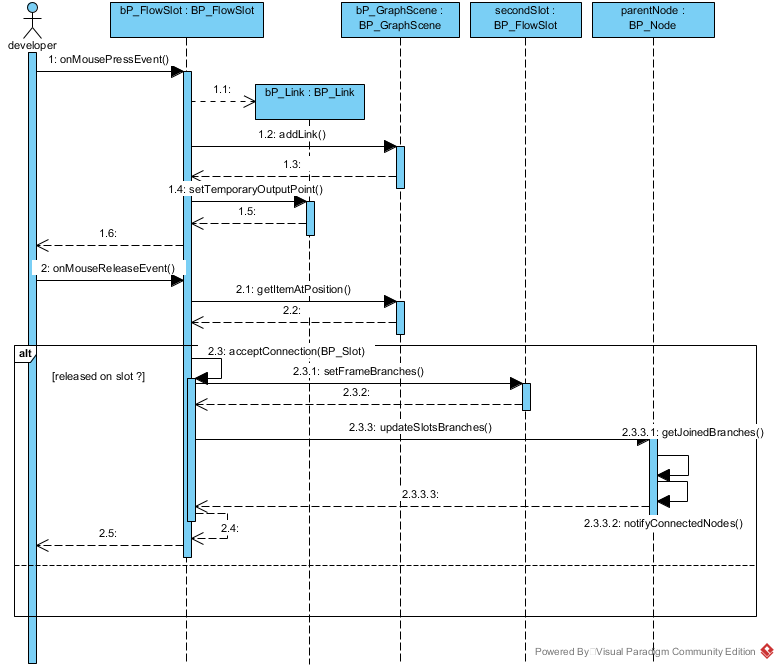 bP_FlowSlot : BP_FlowSlot
bP_GraphScene :
BP_GraphScene
secondSlot :
BP_FlowSlot
parentNode :
BP_Node
developer
1: onMousePressEvent()
1.1:
bP_Link : BP_Link
1.2: addLink()
1.3:
1.4: setTemporaryOutputPoint()
1.5:
1.6:
2: onMouseReleaseEvent()
2.1: getItemAtPosition()
2.2:
alt
2.3: acceptConnection(BP_Slot)
[released on slot ?]
2.3.1: setFrameBranches()
2.3.2:
2.3.3: updateSlotsBranches()
2.3.3.1: getJoinedBranches()
2.3.3.3:
2.3.3.2: notifyConnectedNodes()
2.4:
2.5:
Powered By Visual Paradigm Community Edition